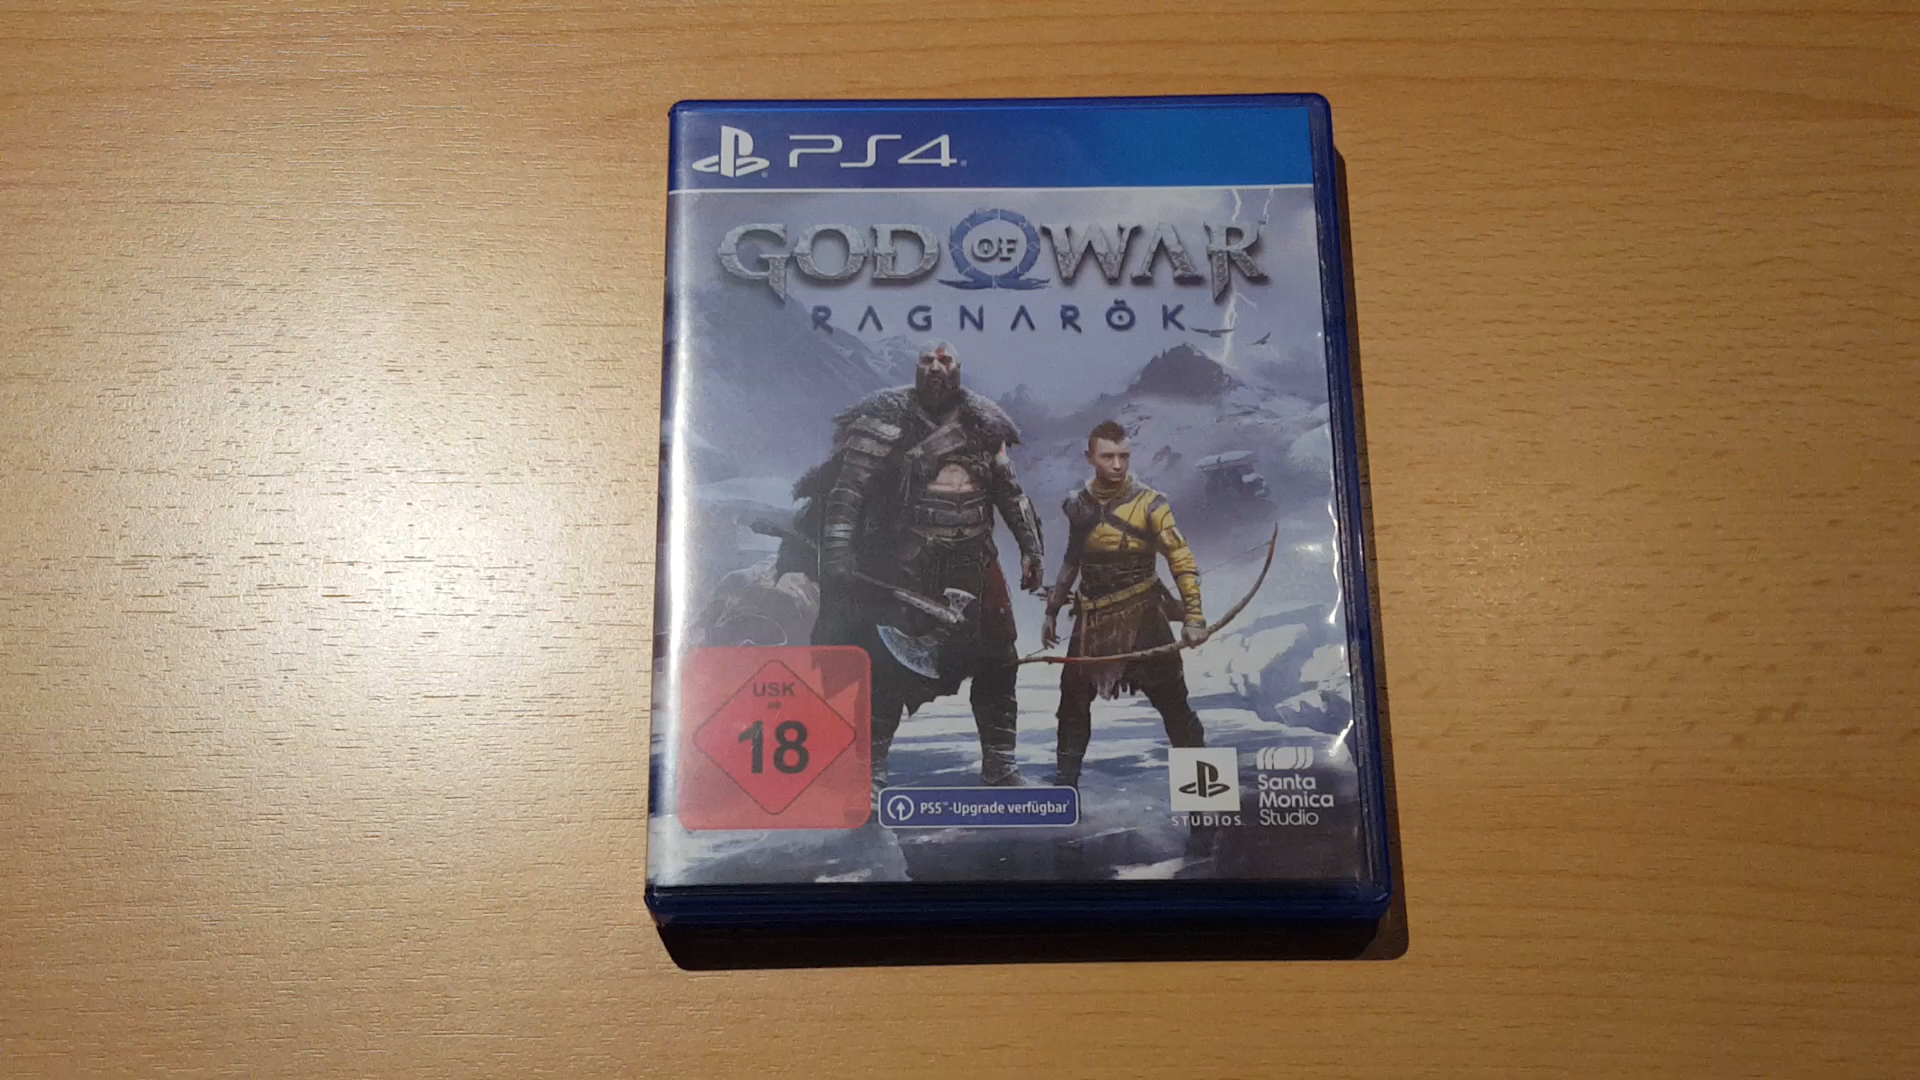 PS4
GOD OF WAR
RAGNARÖK
USK
ab
18
PS5™-Upgrade verfügbar
STUDIOS
Santa
Monica
Studio